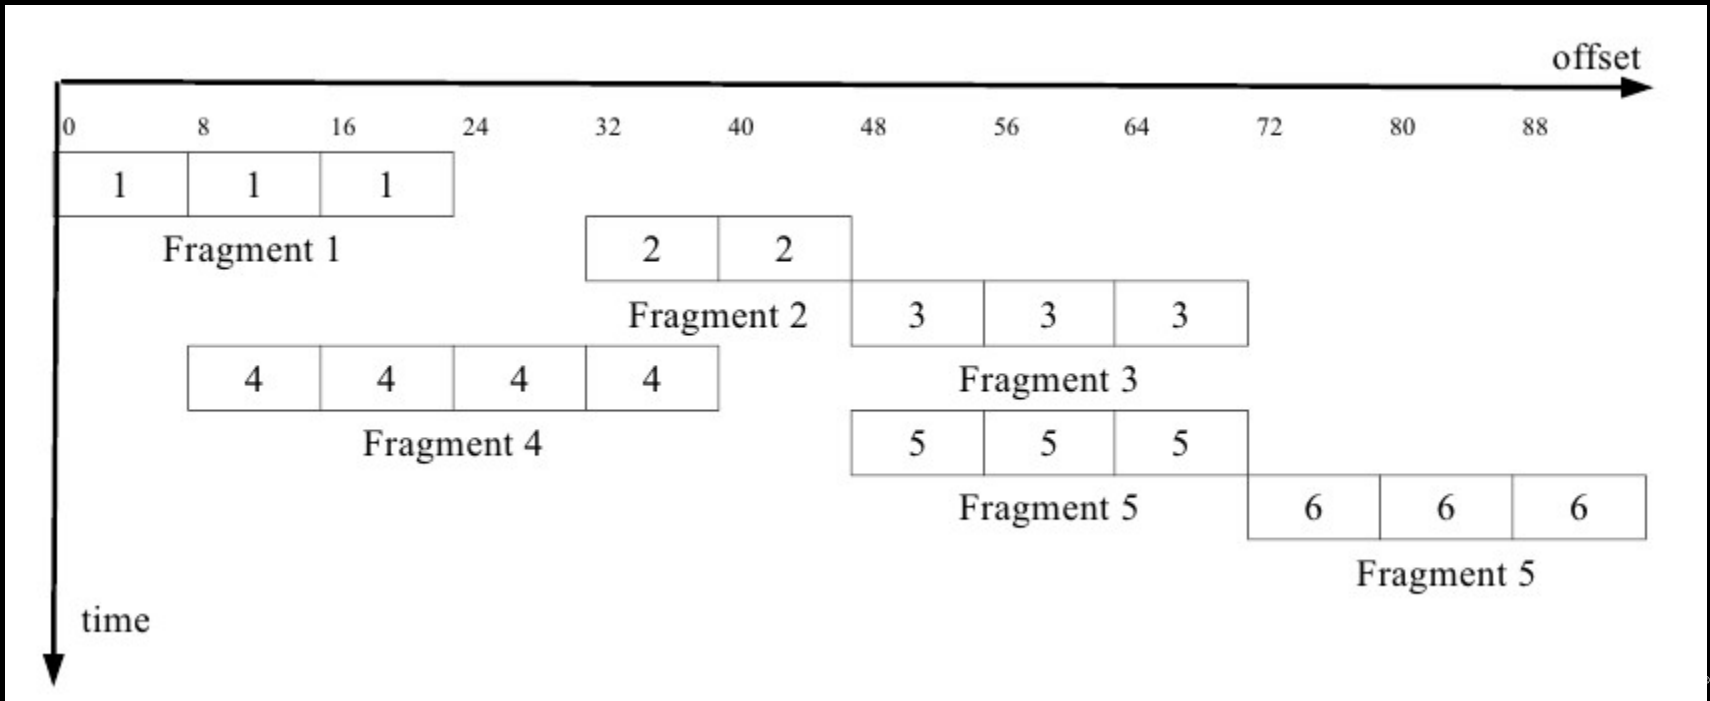 offset
0 8 16 24 32 40 48 56 64 72 80 88
1 1 1
Fragment 1
2 2
Fragment 2
3 3 3
Fragment 3
4 4 4 4
Fragment 4
5 5 5
Fragment 5
6 6 6
Fragment 5
time